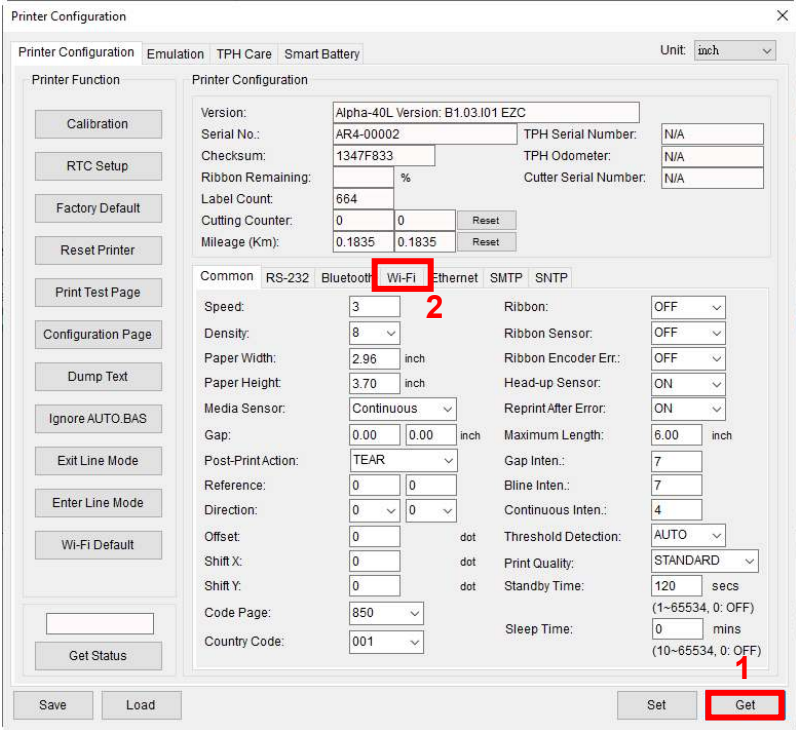 Printer Configuration
Printer Configuration Emulation TPH Care Smart Battery Unit: inch
Printer Function
Calibration
RTC Setup
Factory Default
Reset Printer
Print Test Page
Configuration Page
Dump Text
Ignore AUTO.BAS
Exit Line Mode
Enter Line Mode
Wi-Fi Default
Get Status
Printer Configuration
Version: Alpha-40L Version: B1.03.I01 EZC
Serial No.: AR4-00002 TPH Serial Number: N/A
Checksum: 1347F833 TPH Odometer: N/A
Ribbon Remaining: % Cutter Serial Number: N/A
Label Count: 664
Cutting Counter: 0 0 Reset
Mileage (Km): 0.1835 0.1835 Reset
Common RS-232 Bluetooth Wi-Fi Ethernet SMTP SNTP
2
Speed: 3 Ribbon: OFF
Density: 8 Ribbon Sensor: OFF
Paper Width: 2.96 inch Ribbon Encoder Err.: OFF
Paper Height: 3.70 inch Head-up Sensor: ON
Media Sensor: Continuous Reprint After Error: ON
Gap: 0.00 0.00 inch Maximum Length: 6.00 inch
Post-Print Action: TEAR Gap Inten.: 7
Reference: 0 0 Bline Inten.: 7
Direction: 0 0 Continuous Inten.: 4
Offset: 0 dot Threshold Detection: AUTO
Shift X: 0 dot Print Quality: STANDARD
Shift Y: 0 dot Standby Time: 120 secs
(1~65534, 0: OFF)
Code Page: 850 Sleep Time: 0 mins
Country Code: 001 (10~65534, 0: OFF)
1
Save Load Set Get